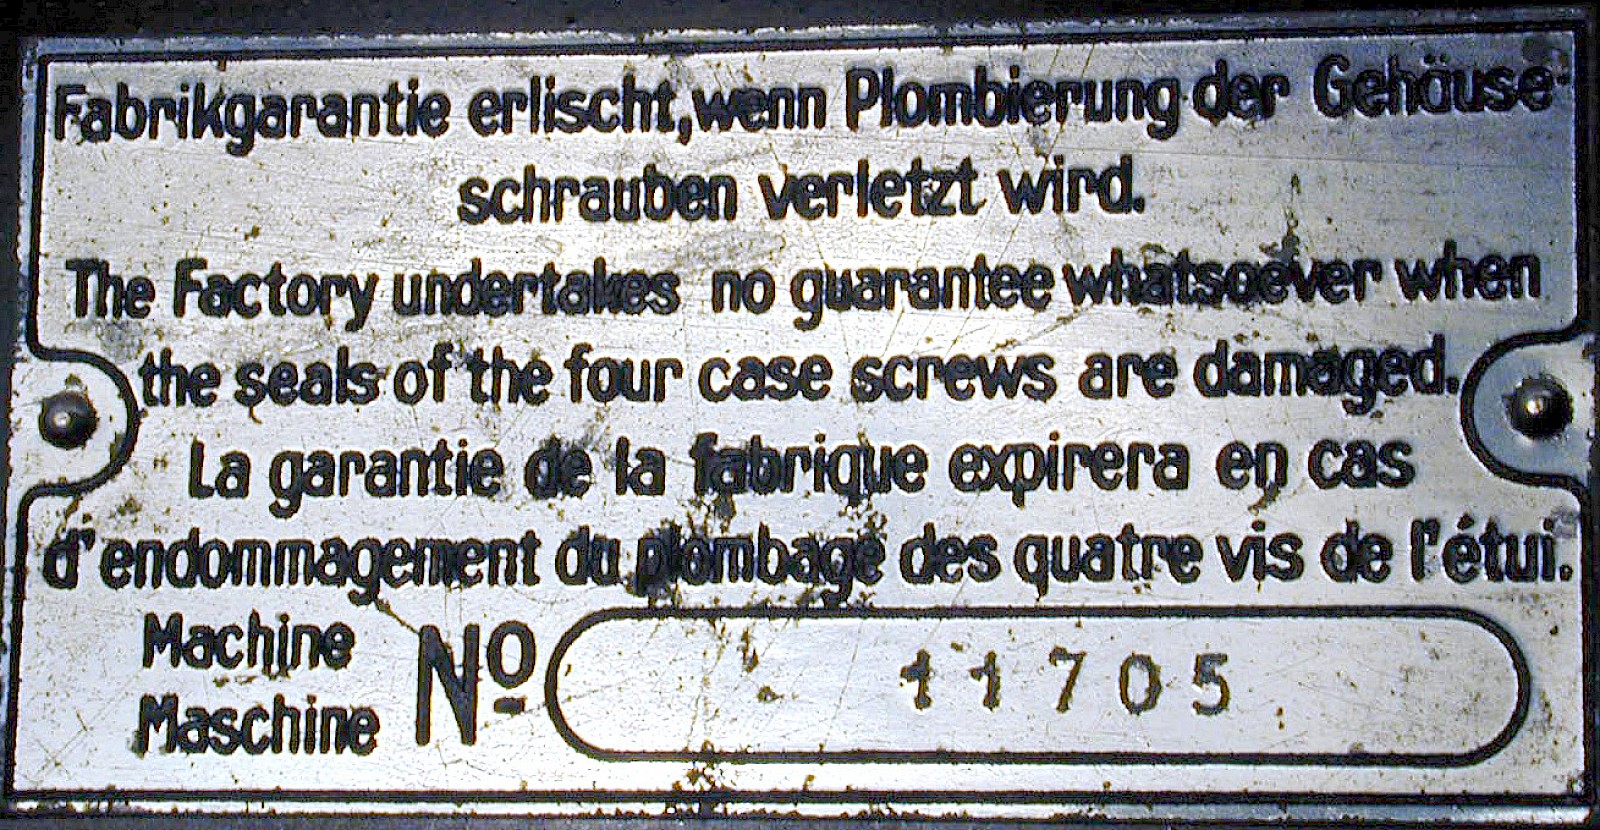 Fabrikgarantie erlischt, wenn Plombierung der Gehäuse-
schrauben verletzt wird.
The Factory undertakes no guarantee whatsoever when
the seals of the four case screws are damaged.
La garantie de la fabrique expirera en cas
d'endommagement du plombage des quatre vis de l'étui.
Machine
Maschine
Nº 11705